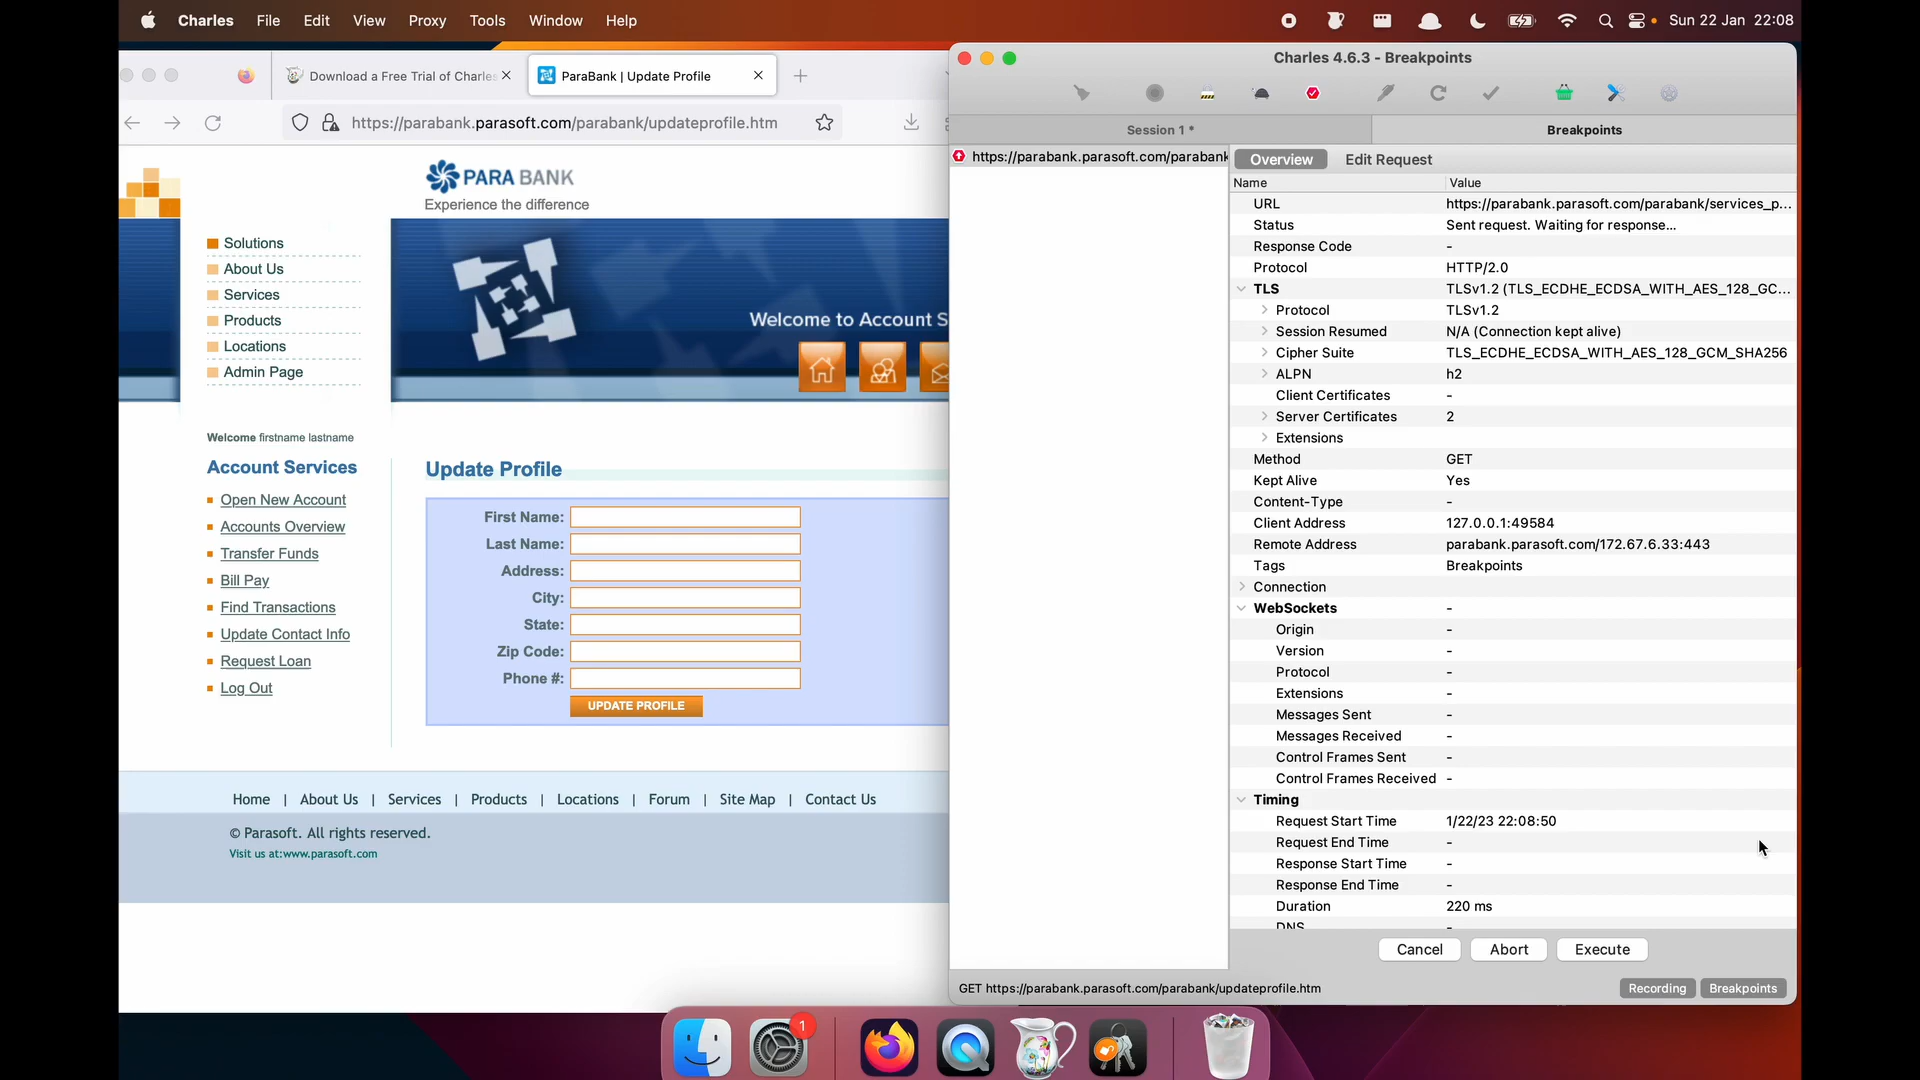 Charles File Edit View Proxy Tools Window Help
Sun 22 Jan 22:08
Download a Free Trial of Charles
ParaBank | Update Profile
https://parabank.parasoft.com/parabank/updateprofile.htm
PARA BANK
Experience the difference
Solutions
About Us
Services
Products
Locations
Admin Page
Welcome to Account S
Welcome firstname lastname
Account Services
Open New Account
Accounts Overview
Transfer Funds
Bill Pay
Find Transactions
Update Contact Info
Request Loan
Log Out
Update Profile
First Name:
Last Name:
Address:
City:
State:
Zip Code:
Phone #:
UPDATE PROFILE
Home | About Us | Services | Products | Locations | Forum | Site Map | Contact Us
© Parasoft. All rights reserved.
Visit us at:www.parasoft.com
Charles 4.6.3 - Breakpoints
Session 1 *
Breakpoints
https://parabank.parasoft.com/parabank
Overview
Edit Request
Name Value
URL https://parabank.parasoft.com/parabank/services_p...
Status Sent request. Waiting for response...
Response Code -
Protocol HTTP/2.0
TLS TLSv1.2 (TLS_ECDHE_ECDSA_WITH_AES_128_GC...
Protocol TLSv1.2
Session Resumed N/A (Connection kept alive)
Cipher Suite TLS_ECDHE_ECDSA_WITH_AES_128_GCM_SHA256
ALPN h2
Client Certificates -
Server Certificates 2
Extensions
Method GET
Kept Alive Yes
Content-Type -
Client Address 127.0.0.1:49584
Remote Address parabank.parasoft.com/172.67.6.33:443
Tags Breakpoints
Connection
WebSockets -
Origin -
Version -
Protocol -
Extensions -
Messages Sent -
Messages Received -
Control Frames Sent -
Control Frames Received -
Timing
Request Start Time 1/22/23 22:08:50
Request End Time -
Response Start Time -
Response End Time -
Duration 220 ms
DNS -
Cancel
Abort
Execute
GET https://parabank.parasoft.com/parabank/updateprofile.htm
Recording
Breakpoints
1